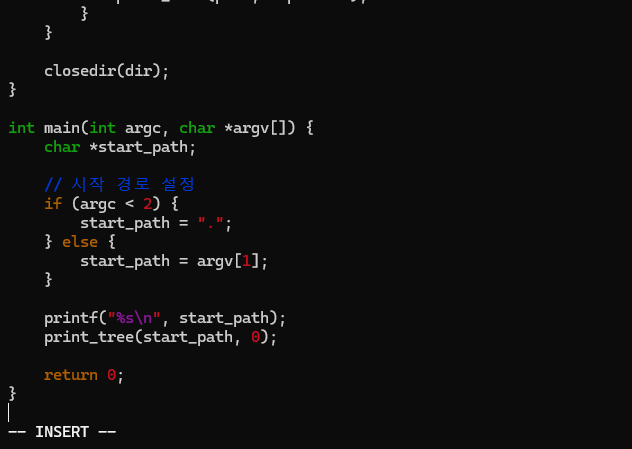 }
    }

    closedir(dir);
}

int main(int argc, char *argv[]) {
    char *start_path;

    // 시작 경로 설정
    if (argc < 2) {
        start_path = ".";
    } else {
        start_path = argv[1];
    }

    printf("%s\n", start_path);
    print_tree(start_path, 0);

    return 0;
}

-- INSERT --